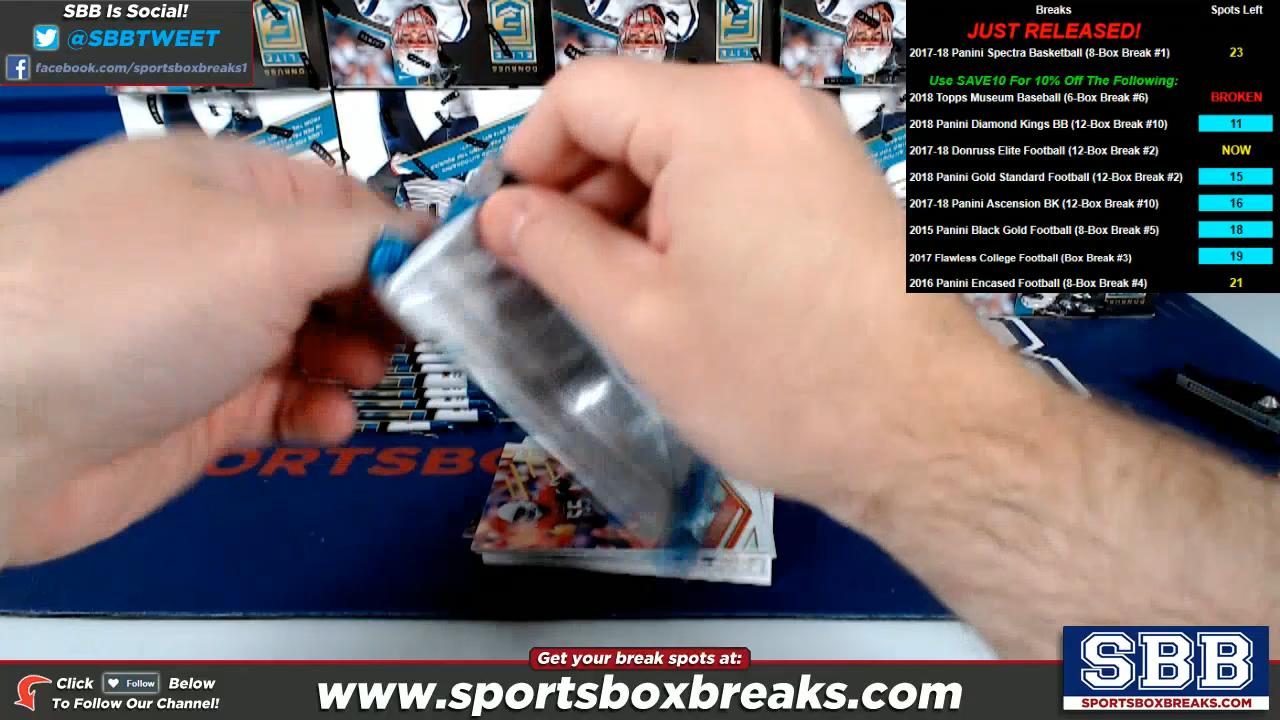 SBB Is Social!
@SBBTWEET
facebook.com/sportsboxbreaks1
Breaks Spots Left
JUST RELEASED!
2017-18 Panini Spectra Basketball (8-Box Break #1) 23
Use SAVE10 For 10% Off The Following:
2018 Topps Museum Baseball (6-Box Break #6) BROKEN
2018 Panini Diamond Kings BB (12-Box Break #10) 11
2017-18 Donruss Elite Football (12-Box Break #2) NOW
2018 Panini Gold Standard Football (12-Box Break #2) 15
2017-18 Panini Ascension BK (12-Box Break #10) 16
2015 Panini Black Gold Football (8-Box Break #5) 18
2017 Flawless College Football (Box Break #3) 19
2016 Panini Encased Football (8-Box Break #4) 21
ORTSBO
Get your break spots at:
Click Follow Below
To Follow Our Channel!
www.sportsboxbreaks.com
SBB
SPORTSBOXBREAKS.COM